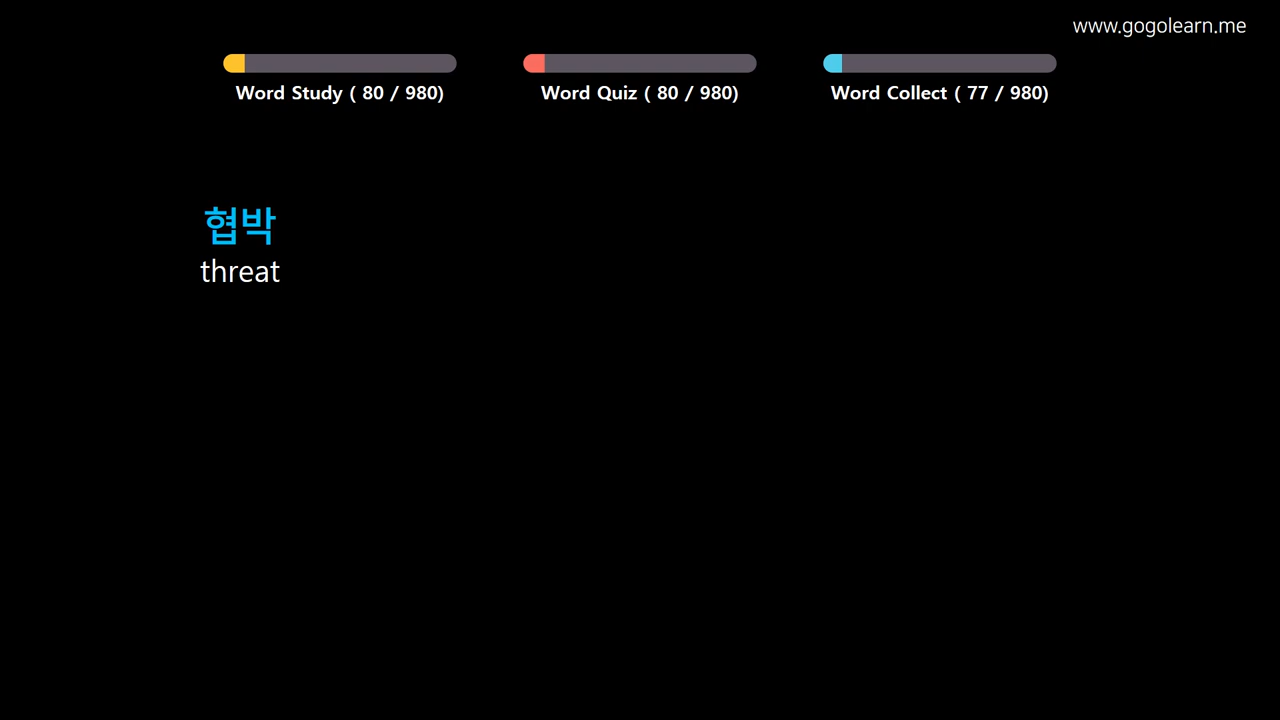 www.gogolearn.me
Word Study ( 80 / 980)
Word Quiz ( 80 / 980)
Word Collect ( 77 / 980)
협박
threat